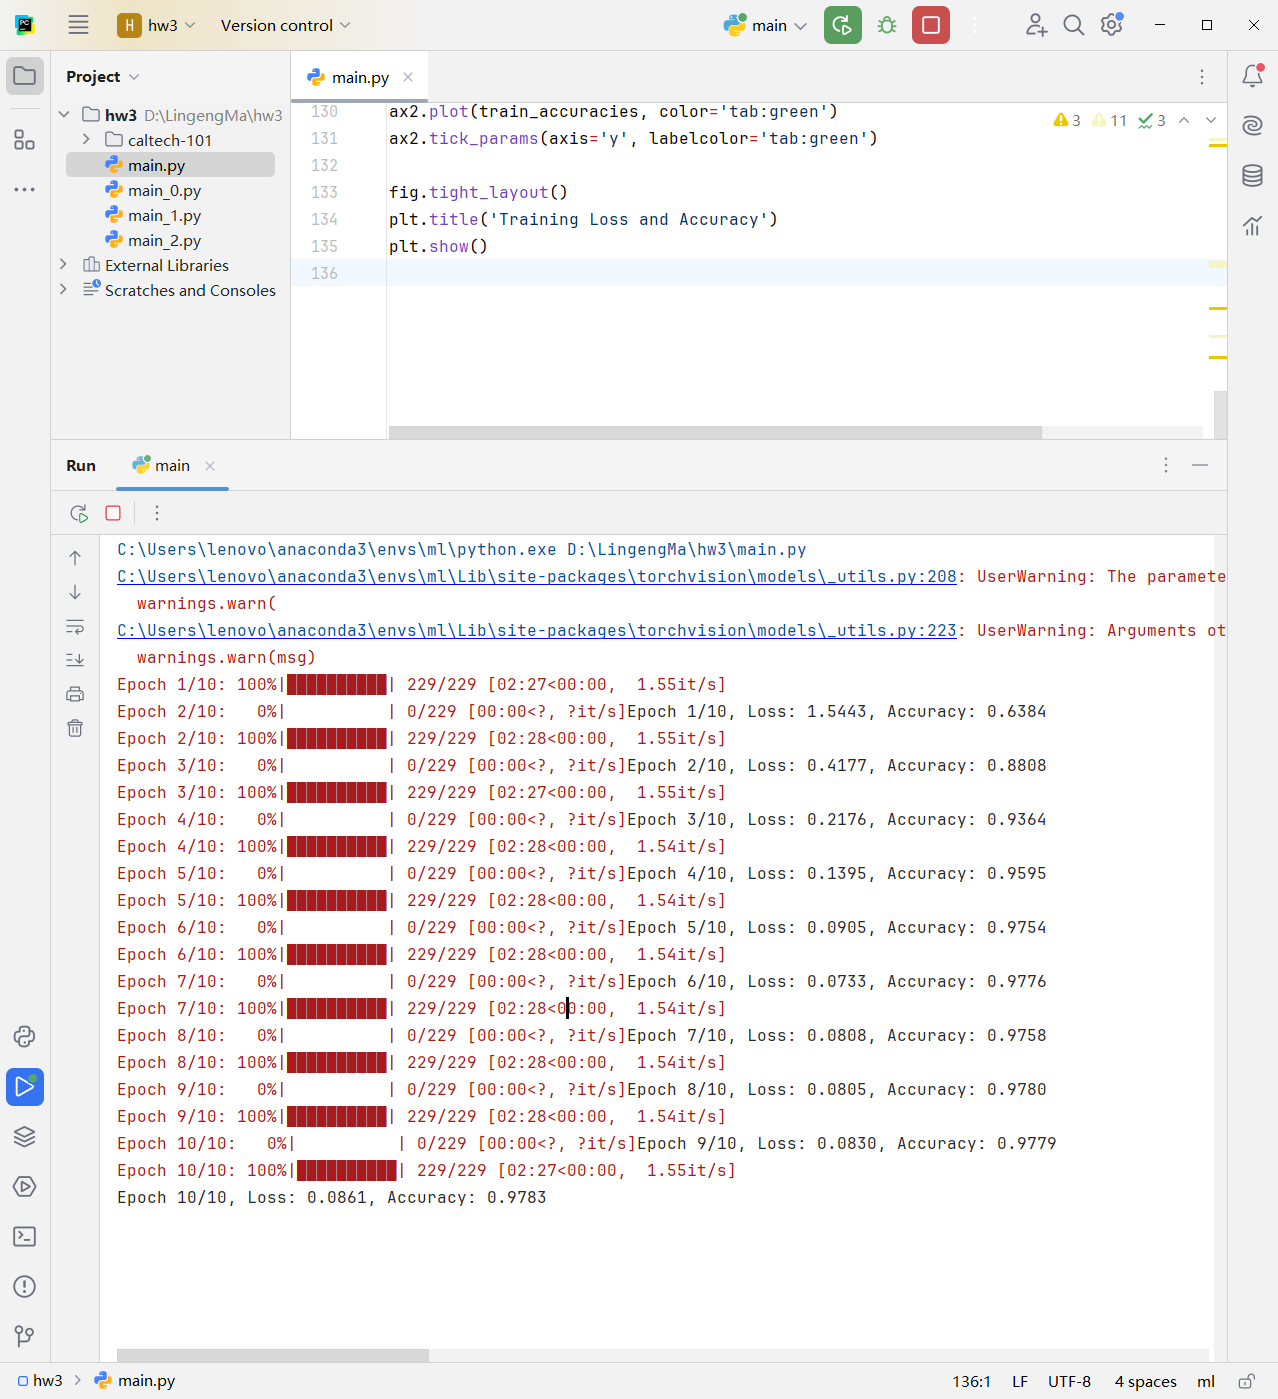 H hw3 Version control main
Project
main.py
hw3 D:\LingengMa\hw3
caltech-101
main.py
main_0.py
main_1.py
main_2.py
External Libraries
Scratches and Consoles
3 11 3
130 ax2.plot(train_accuracies, color='tab:green')
131 ax2.tick_params(axis='y', labelcolor='tab:green')
132
133 fig.tight_layout()
134 plt.title('Training Loss and Accuracy')
135 plt.show()
136
Run main
C:\Users\lenovo\anaconda3\envs\ml\python.exe D:\LingengMa\hw3\main.py
C:\Users\lenovo\anaconda3\envs\ml\Lib\site-packages\torchvision\models\_utils.py:208: UserWarning: The paramete
warnings.warn(
C:\Users\lenovo\anaconda3\envs\ml\Lib\site-packages\torchvision\models\_utils.py:223: UserWarning: Arguments ot
warnings.warn(msg)
Epoch 1/10: 100%|██████████| 229/229 [02:27<00:00,  1.55it/s]
Epoch 2/10:   0%|          | 0/229 [00:00<?, ?it/s]Epoch 1/10, Loss: 1.5443, Accuracy: 0.6384
Epoch 2/10: 100%|██████████| 229/229 [02:28<00:00,  1.55it/s]
Epoch 3/10:   0%|          | 0/229 [00:00<?, ?it/s]Epoch 2/10, Loss: 0.4177, Accuracy: 0.8808
Epoch 3/10: 100%|██████████| 229/229 [02:27<00:00,  1.55it/s]
Epoch 4/10:   0%|          | 0/229 [00:00<?, ?it/s]Epoch 3/10, Loss: 0.2176, Accuracy: 0.9364
Epoch 4/10: 100%|██████████| 229/229 [02:28<00:00,  1.54it/s]
Epoch 5/10:   0%|          | 0/229 [00:00<?, ?it/s]Epoch 4/10, Loss: 0.1395, Accuracy: 0.9595
Epoch 5/10: 100%|██████████| 229/229 [02:28<00:00,  1.54it/s]
Epoch 6/10:   0%|          | 0/229 [00:00<?, ?it/s]Epoch 5/10, Loss: 0.0905, Accuracy: 0.9754
Epoch 6/10: 100%|██████████| 229/229 [02:28<00:00,  1.54it/s]
Epoch 7/10:   0%|          | 0/229 [00:00<?, ?it/s]Epoch 6/10, Loss: 0.0733, Accuracy: 0.9776
Epoch 7/10: 100%|██████████| 229/229 [02:28<00:00,  1.54it/s]
Epoch 8/10:   0%|          | 0/229 [00:00<?, ?it/s]Epoch 7/10, Loss: 0.0808, Accuracy: 0.9758
Epoch 8/10: 100%|██████████| 229/229 [02:28<00:00,  1.54it/s]
Epoch 9/10:   0%|          | 0/229 [00:00<?, ?it/s]Epoch 8/10, Loss: 0.0805, Accuracy: 0.9780
Epoch 9/10: 100%|██████████| 229/229 [02:28<00:00,  1.54it/s]
Epoch 10/10:   0%|          | 0/229 [00:00<?, ?it/s]Epoch 9/10, Loss: 0.0830, Accuracy: 0.9779
Epoch 10/10: 100%|██████████| 229/229 [02:27<00:00,  1.55it/s]
Epoch 10/10, Loss: 0.0861, Accuracy: 0.9783
hw3 > main.py 136:1 LF UTF-8 4 spaces ml